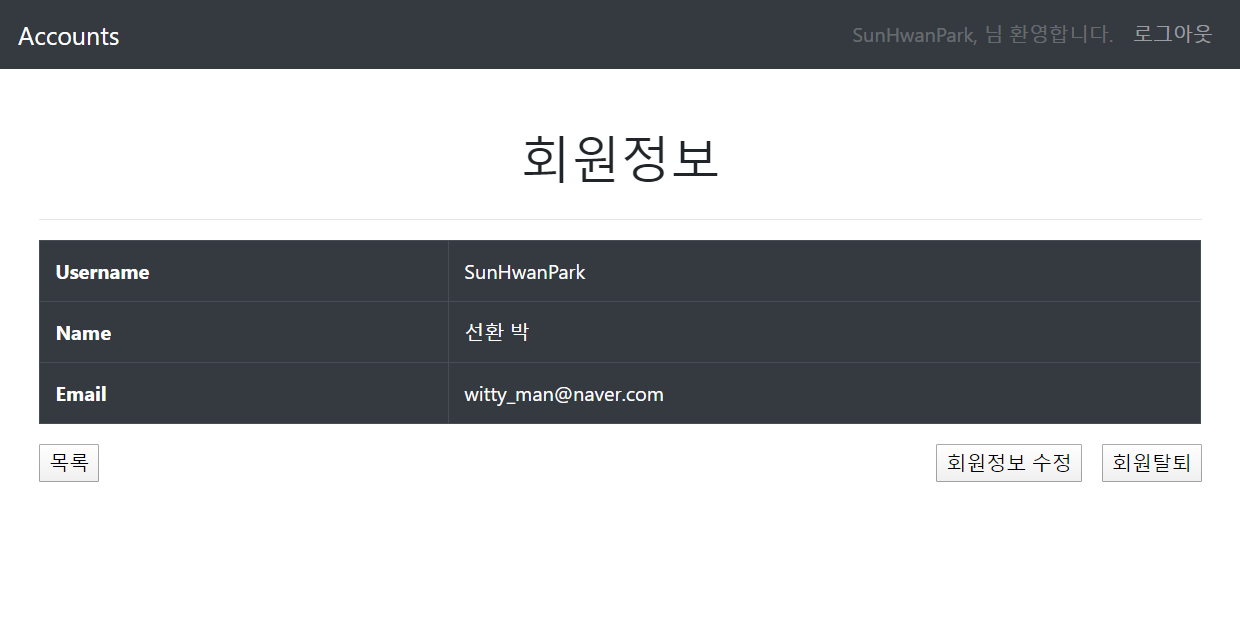 Accounts SunHwanPark, 님 환영합니다. 로그아웃
회원정보
Username SunHwanPark
Name 선환 박
Email witty_man@naver.com
목록 회원정보 수정 회원탈퇴